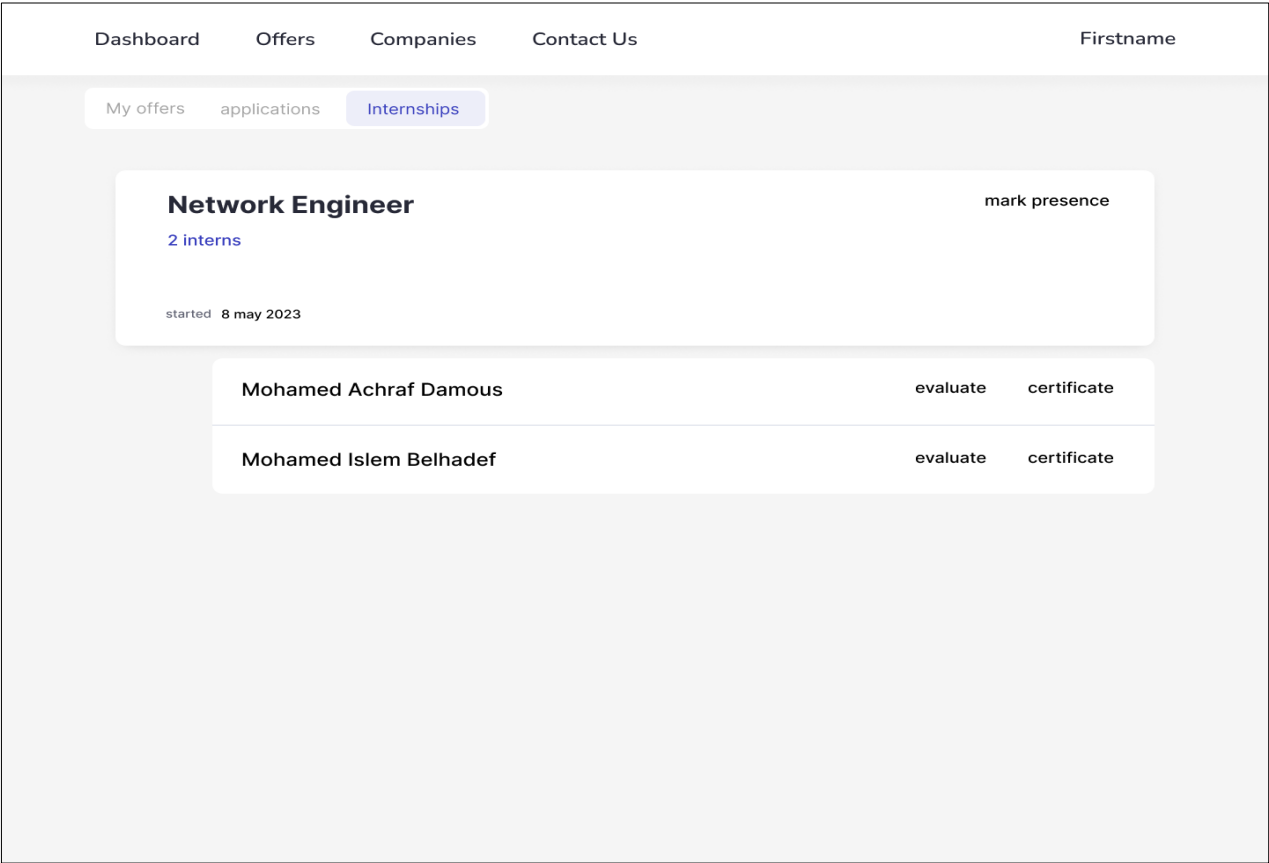 Dashboard Offers Companies Contact Us Firstname
My offers applications Internships
Network Engineer mark presence
2 interns
started 8 may 2023
Mohamed Achraf Damous evaluate certificate
Mohamed Islem Belhadef evaluate certificate